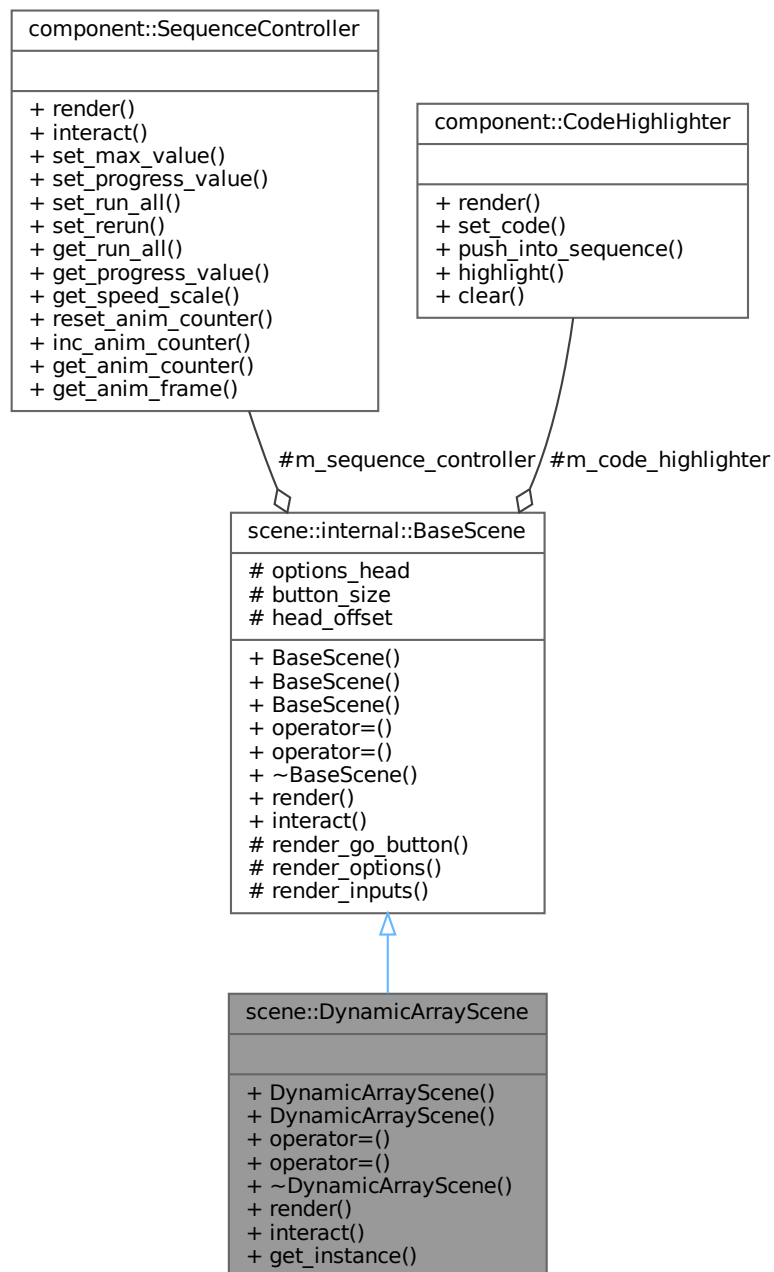 component::SequenceController
+ render()
+ interact()
+ set_max_value()
+ set_progress_value()
+ set_run_all()
+ set_rerun()
+ get_run_all()
+ get_progress_value()
+ get_speed_scale()
+ reset_anim_counter()
+ inc_anim_counter()
+ get_anim_counter()
+ get_anim_frame()
component::CodeHighlighter
+ render()
+ set_code()
+ push_into_sequence()
+ highlight()
+ clear()
#m_sequence_controller
#m_code_highlighter
scene::internal::BaseScene
# options_head
# button_size
# head_offset
+ BaseScene()
+ BaseScene()
+ BaseScene()
+ operator=()
+ operator=()
+ ~BaseScene()
+ render()
+ interact()
# render_go_button()
# render_options()
# render_inputs()
scene::DynamicArrayScene
+ DynamicArrayScene()
+ DynamicArrayScene()
+ operator=()
+ operator=()
+ ~DynamicArrayScene()
+ render()
+ interact()
+ get_instance()